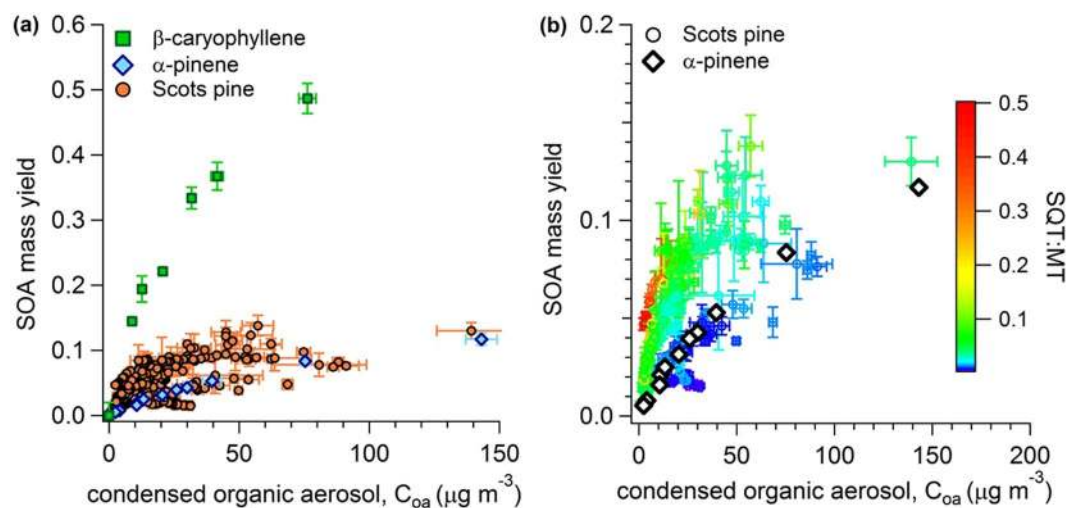 (a)
β-caryophyllene
α-pinene
Scots pine
SOA mass yield
0.6
0.5
0.4
0.3
0.2
0.1
0.0
0
50
100
150
condensed organic aerosol, C_oa (μg m⁻³)
(b)
Scots pine
α-pinene
SOA mass yield
0.2
0.1
0.0
0
50
100
150
200
condensed organic aerosol, C_oa (μg m⁻³)
0.5
0.4
0.3
0.2
0.1
SQT:MT